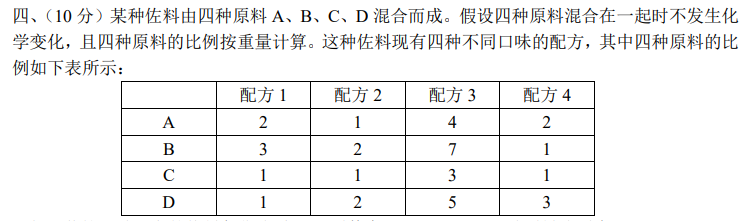 四、（10 分）某种佐料由四种原料 A、B、C、D 混合而成。假设四种原料混合在一起时不发生化
学变化，且四种原料的比例按重量计算。这种佐料现有四种不同口味的配方，其中四种原料的比
例如下表所示：
配方 1 配方 2 配方 3 配方 4
A 2 1 4 2
B 3 2 7 1
C 1 1 3 1
D 1 2 5 3